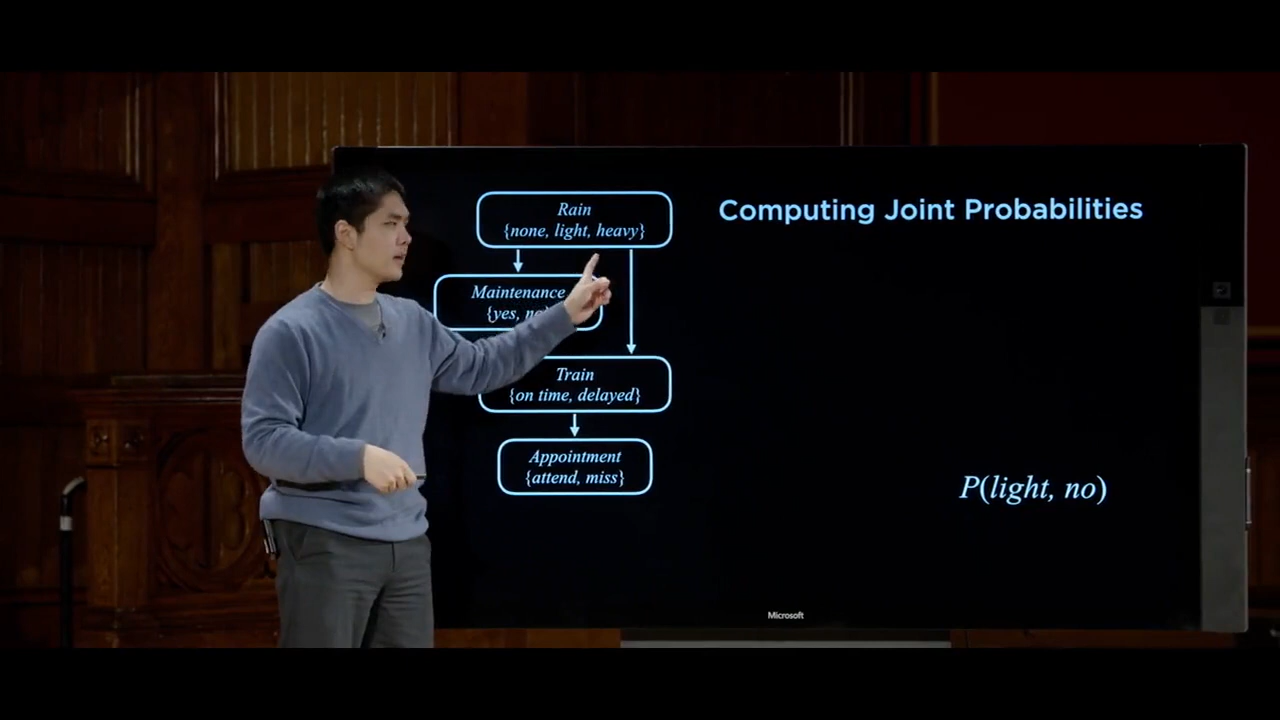 Rain
{none, light, heavy}
Computing Joint Probabilities
Maintenance
{yes,
Train
{on time, delayed}
Appointment
{attend, miss}
P(light, no)
Microsoft